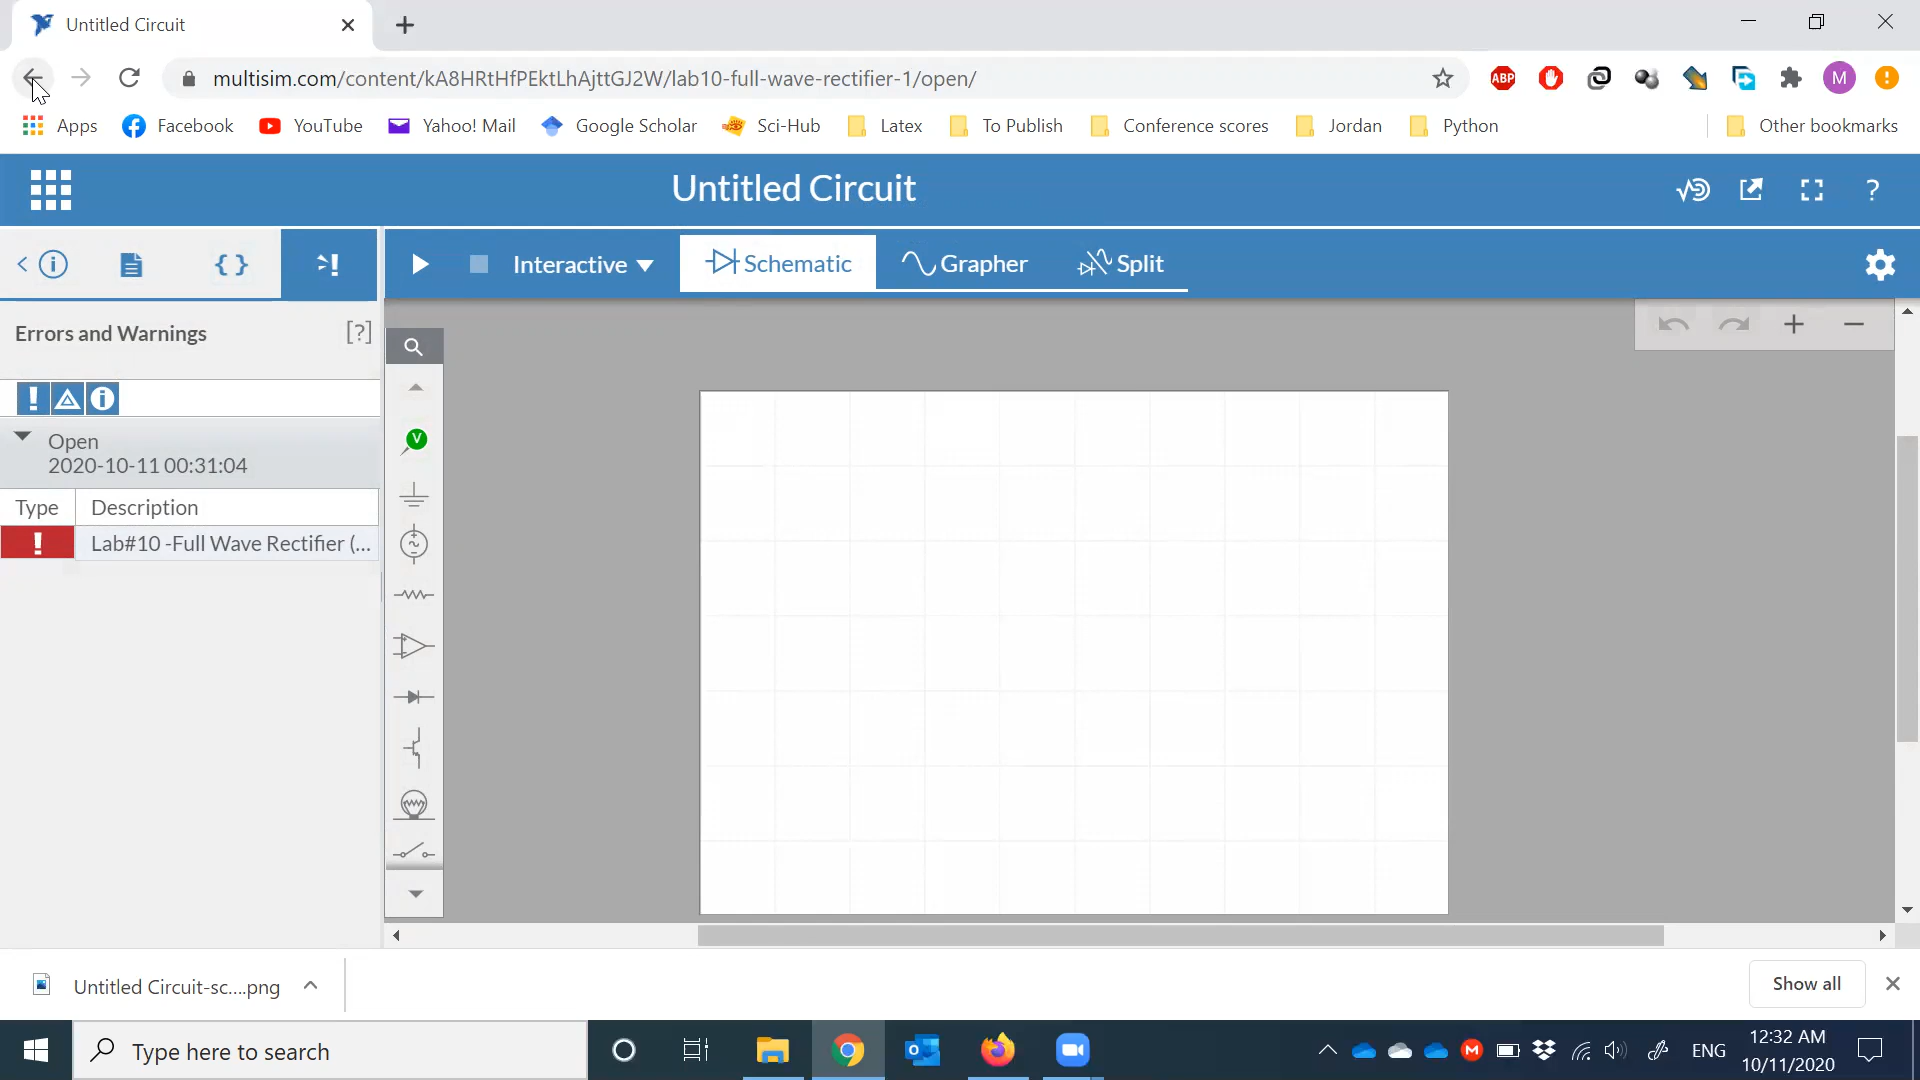 Untitled Circuit
multisim.com/content/kA8HRtHfPEktLhAjttGJ2W/lab10-full-wave-rectifier-1/open/
ABP
M
Apps Facebook YouTube Yahoo! Mail Google Scholar Sci-Hub Latex To Publish Conference scores Jordan Python Other bookmarks
Untitled Circuit
?
Interactive Schematic Grapher Split
Errors and Warnings [?]
V
Open
2020-10-11 00:31:04
Type Description
! Lab#10 -Full Wave Rectifier (...
Untitled Circuit-sc....png
Show all
Type here to search
ENG
12:32 AM
10/11/2020